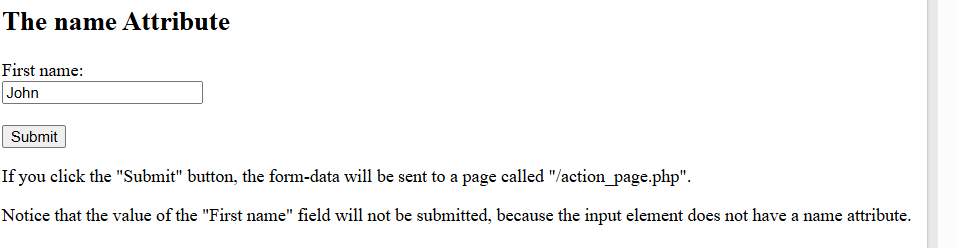 The name Attribute
First name:
John
Submit
If you click the "Submit" button, the form-data will be sent to a page called "/action_page.php".
Notice that the value of the "First name" field will not be submitted, because the input element does not have a name attribute.